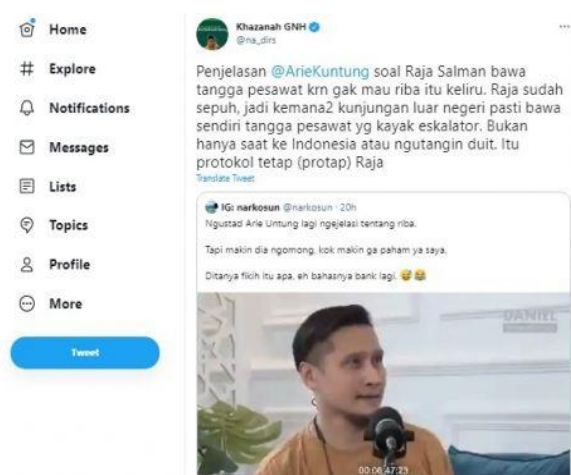 Home
Explore
Notifications
Messages
Lists
Topics
Profile
More
Tweet
Khazanah GNH
@na_dirs
Penjelasan @ArieKuntung soal Raja Salman bawa
tangga pesawat krn gak mau riba itu keliru. Raja sudah
sepuh, jadi kemana2 kunjungan luar negeri pasti bawa
sendiri tangga pesawat yg kayak eskalator. Bukan
hanya saat ke Indonesia atau ngutangin duit. Itu
protokol tetap (protap) Raja
Translate Tweet
IG: narkosun @narkosun · 20h
Ngustad Arie Untung lagi ngejelasi tentang riba.
Tapi makin dia ngomong, kok makin ga paham ya saya.
Ditanya fikih itu apa, eh bahasnya bank lagi. 😅😂
DANIEL
00:06:47:23